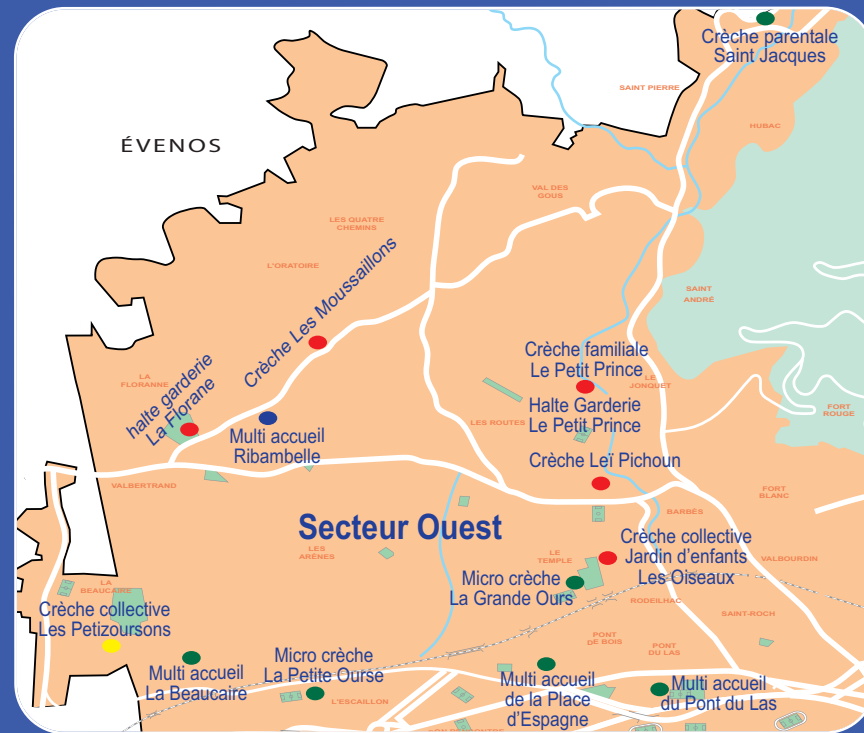 Crèche parentale
Saint Jacques
SAINT PIERRE
HUBAC
ÉVENOS
VAL DES
GOUS
LES QUATRE
CHEMINS
L'ORATOIRE
SAINT
ANDRÉ
Crèche Les Moussaillons
halte garderie
La Florane
LA
FLORANNE
Crèche familiale
Le Petit Prince
LE
JONQUET
Halte Garderie
Le Petit Prince
FORT
ROUGE
LES ROUTES
Multi accueil
Ribambelle
Crèche Leï Pichoun
VALBERTRAND
FORT
BLANC
BARBÈS
Secteur Ouest
LES
ARÈNES
LE
TEMPLE
Crèche collective
Jardin d'enfants
Les Oiseaux
VALBOURDIN
Micro crèche
La Grande Ours
LA
BEAUCAIRE
Crèche collective
Les Petizoursons
RODEILHAC
SAINT-ROCH
PONT
DE BOIS
PONT
DU LAS
Micro crèche
La Petite Ourse
Multi accueil
La Beaucaire
L'ESCAILLON
Multi accueil
de la Place
d'Espagne
Multi accueil
du Pont du Las